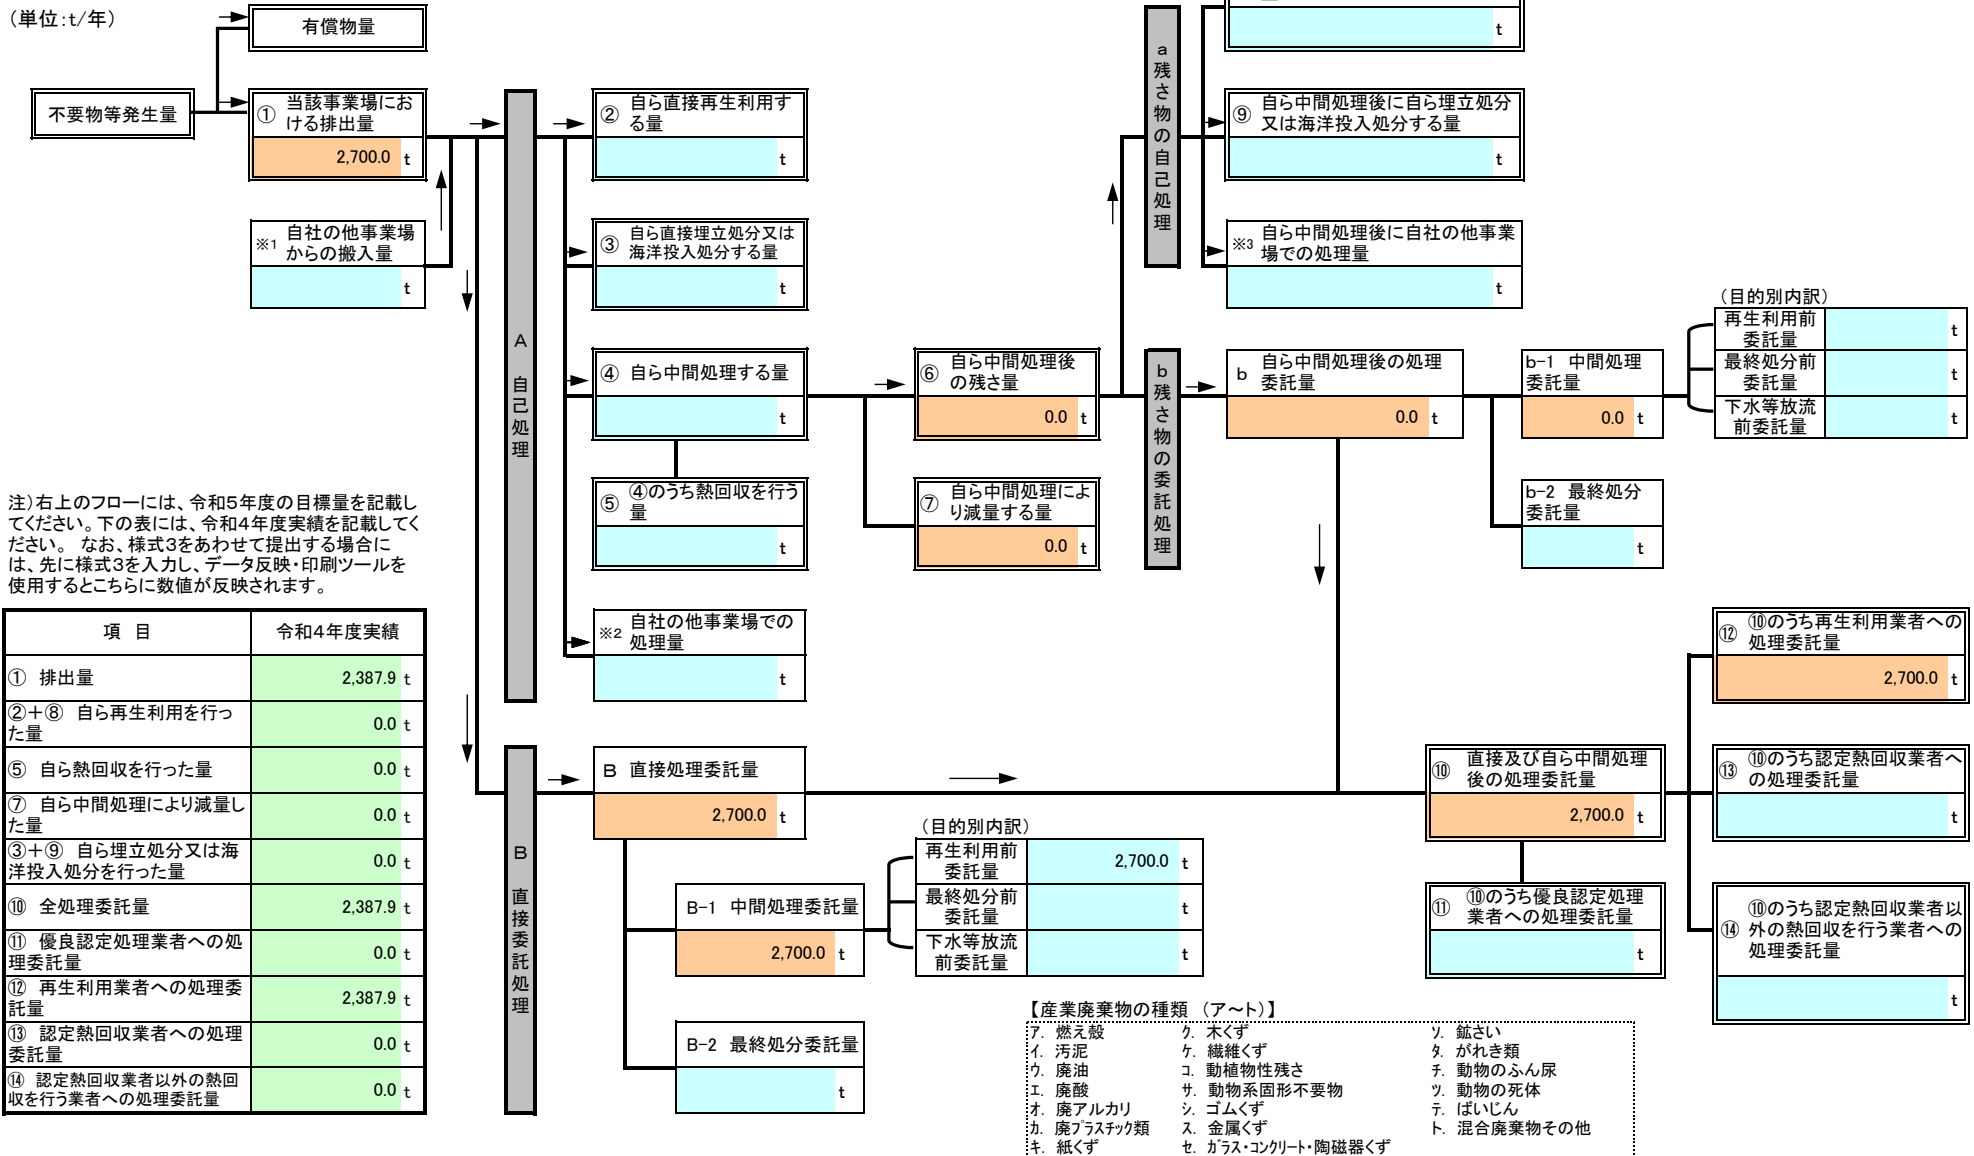 （単位:t/年）
有償物量
不要物等発生量
① 当該事業場にお
ける排出量
2,700.0 t
※1 自社の他事業場
からの搬入量
t
A 自己処理
② 自ら直接再生利用す
る量
t
③ 自ら直接埋立処分又は
海洋投入処分する量
t
④ 自ら中間処理する量
t
⑤ ④のうち熱回収を行う
量
t
※2 自社の他事業場での
処理量
t
⑥ 自ら中間処理後
の残さ量
0.0 t
⑦ 自ら中間処理によ
り減量する量
0.0 t
a 残さ物の自己処理
t
⑨ 自ら中間処理後に自ら埋立処分
又は海洋投入処分する量
t
※3 自ら中間処理後に自社の他事業
場での処理量
t
b 残さ物の委託処理
b 自ら中間処理後の処理
委託量
0.0 t
b-1 中間処理
委託量
0.0 t
b-2 最終処分
委託量
t
（目的別内訳）
再生利用前
委託量
t
最終処分前
委託量
t
下水等放流
前委託量
t
注）右上のフローには、令和5年度の目標量を記載し
てください。下の表には、令和4年度実績を記載してく
ださい。 なお、様式3をあわせて提出する場合に
は、先に様式3を入力し、データ反映・印刷ツールを
使用するとこちらに数値が反映されます。
項 目 令和4年度実績
① 排出量 2,387.9 t
②＋⑧ 自ら再生利用を行っ
た量 0.0 t
⑤ 自ら熱回収を行った量 0.0 t
⑦ 自ら中間処理により減量し
た量 0.0 t
③＋⑨ 自ら埋立処分又は海
洋投入処分を行った量 0.0 t
⑩ 全処理委託量 2,387.9 t
⑪ 優良認定処理業者への処
理委託量 0.0 t
⑫ 再生利用業者への処理委
託量 2,387.9 t
⑬ 認定熱回収業者への処理
委託量 0.0 t
⑭ 認定熱回収業者以外の熱回
収を行う業者への処理委託量 0.0 t
B 直接委託処理
B 直接処理委託量
2,700.0 t
B-1 中間処理委託量
2,700.0 t
B-2 最終処分委託量
t
（目的別内訳）
再生利用前
委託量
2,700.0 t
最終処分前
委託量
t
下水等放流
前委託量
t
⑩ 直接及び自ら中間処理
後の処理委託量
2,700.0 t
⑪ ⑩のうち優良認定処理
業者への処理委託量
t
⑫ ⑩のうち再生利用業者への
処理委託量
2,700.0 t
⑬ ⑩のうち認定熱回収業者へ
の処理委託量
t
⑭ ⑩のうち認定熱回収業者以
外の熱回収を行う業者への
処理委託量
t
【産業廃棄物の種類 （ア～ト）】
ｱ. 燃え殻 ｸ. 木くず ｿ. 鉱さい
ｲ. 汚泥 ｹ. 繊維くず ﾀ. がれき類
ｳ. 廃油 ｺ. 動植物性残さ ﾁ. 動物のふん尿
ｴ. 廃酸 ｻ. 動物系固形不要物 ﾂ. 動物の死体
ｵ. 廃アルカリ ｼ. ゴムくず ﾃ. ばいじん
ｶ. 廃ﾌﾟﾗｽﾁｯｸ類 ｽ. 金属くず ﾄ. 混合廃棄物その他
ｷ. 紙くず ｾ. ｶﾞﾗｽ・ｺﾝｸﾘｰﾄ・陶磁器くず